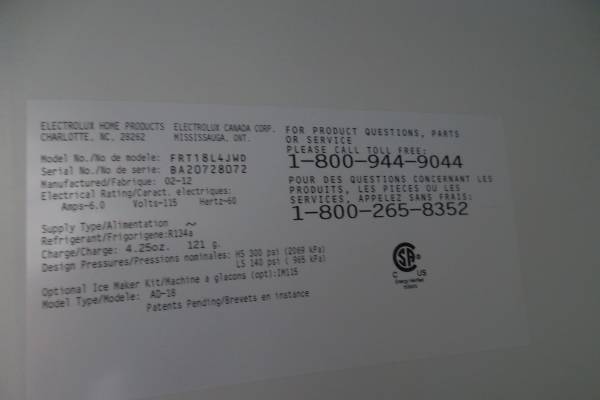 ELECTROLUX HOME PRODUCTS
CHARLOTTE, NC. 28262
ELECTROLUX CANADA CORP.
MISSISSAUGA, ONT.
Model No./No de modele: FRT18L4JWD
Serial No./No de serie: BA20728072
Manufactured/Fabrique: 02-12
Electrical Rating/Caract. electriques:
Amps-6.0 Volts-115 Hertz-60
Supply Type/Alimentation ~
Refrigerant/Frigorigene:R134a
Charge/Charge: 4.25oz. 121 g.
Design Pressures/Pressions nominales: HS 300 psi (2069 kPa)
LS 140 psi ( 965 kPa)
Optional Ice Maker Kit/Machine a glacons (opt):IM115
Model Type/Modele: AD-18
Patents Pending/Brevets en instance
FOR PRODUCT QUESTIONS, PARTS
OR SERVICE
PLEASE CALL TOLL FREE:
1-800-944-9044
POUR DES QUESTIONS CONCERNANT LES
PRODUITS, LES PIECES OU LES
SERVICES, APPELEZ SANS FRAIS:
1-800-265-8352
CSA
C US
Energy Verified